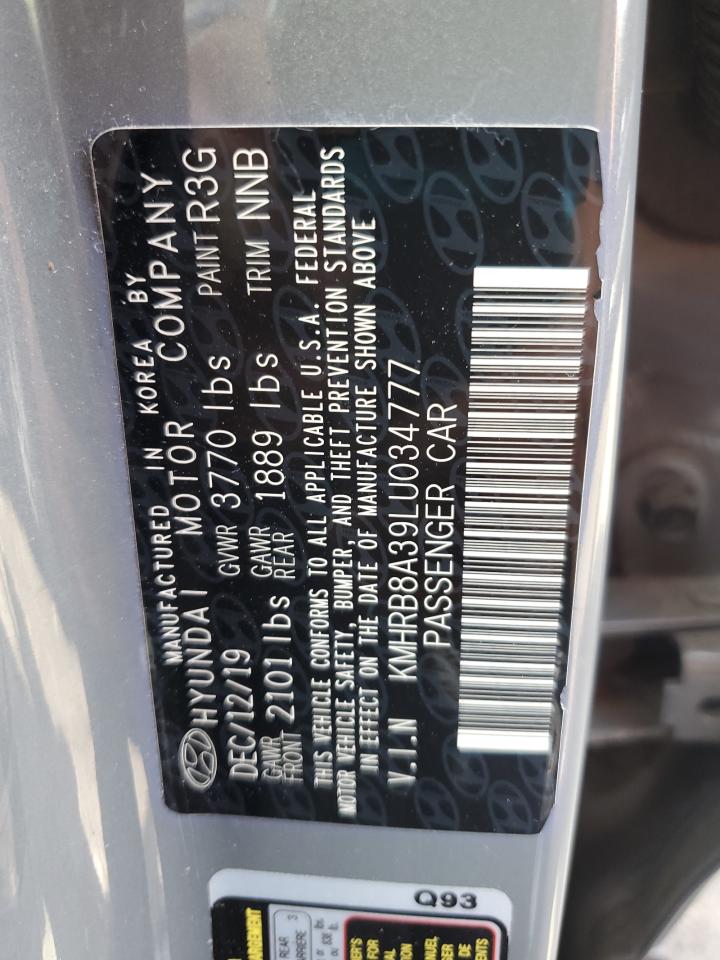 MANUFACTURED IN KOREA BY
HYUNDAI MOTOR COMPANY
DEC/12/19 GVWR 3770 lbs PAINT R3G
GAWR FRONT 2101 lbs GAWR REAR 1889 lbs TRIM NNB
THIS VEHICLE CONFORMS TO ALL APPLICABLE U.S.A. FEDERAL
MOTOR VEHICLE SAFETY, BUMPER, AND THEFT PREVENTION STANDARDS
IN EFFECT ON THE DATE OF MANUFACTURE SHOWN ABOVE
V.I.N KMHRB8A39LU034777
PASSENGER CAR
Q93
REAR 3